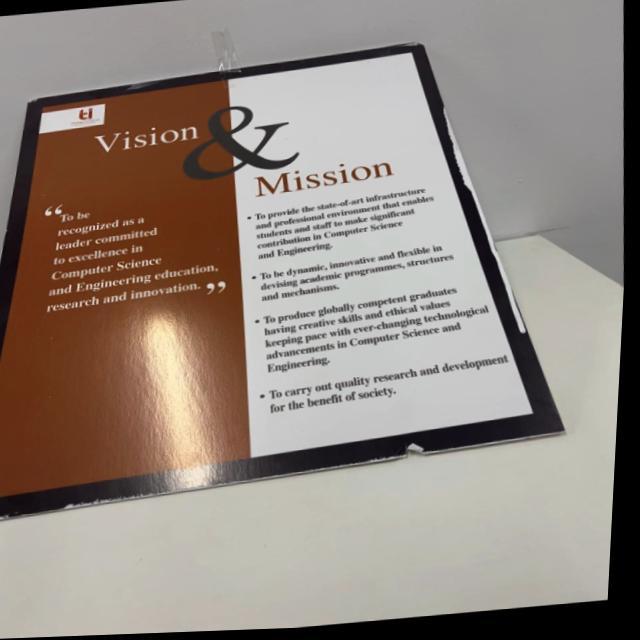 Vision
&
Mission
“To be
recognized as a
leader committed
to excellence in
Computer Science
and Engineering education,
research and innovation.”
• To provide the state-of-art infrastructure
and professional environment that enables
students and staff to make significant
contribution in Computer Science
and Engineering.
• To be dynamic, innovative and flexible in
devising academic programmes, structures
and mechanisms.
• To produce globally competent graduates
having creative skills and ethical values
keeping pace with ever-changing technological
advancements in Computer Science and
Engineering.
• To carry out quality research and development
for the benefit of society.